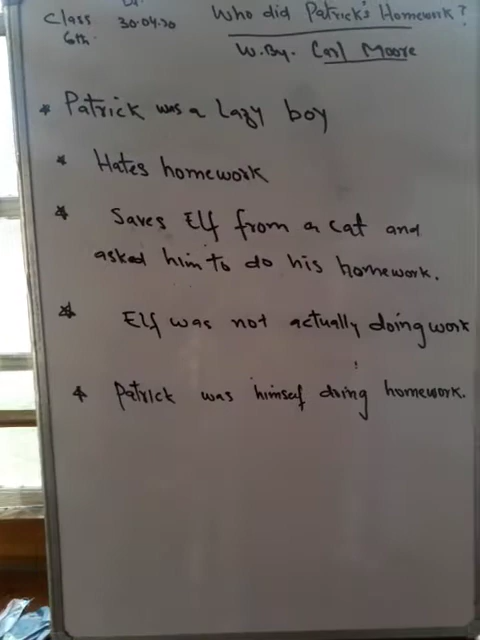 Dt.
Class 30.04.20 Who did Patrick's Homework?
6th. W.By. Carl Moore
* Patrick was a Lazy boy
* Hates homework
* Saves Elf from a cat and
asked him to do his homework.
* Elf was not actually doing work
* Patrick was himself doing homework.